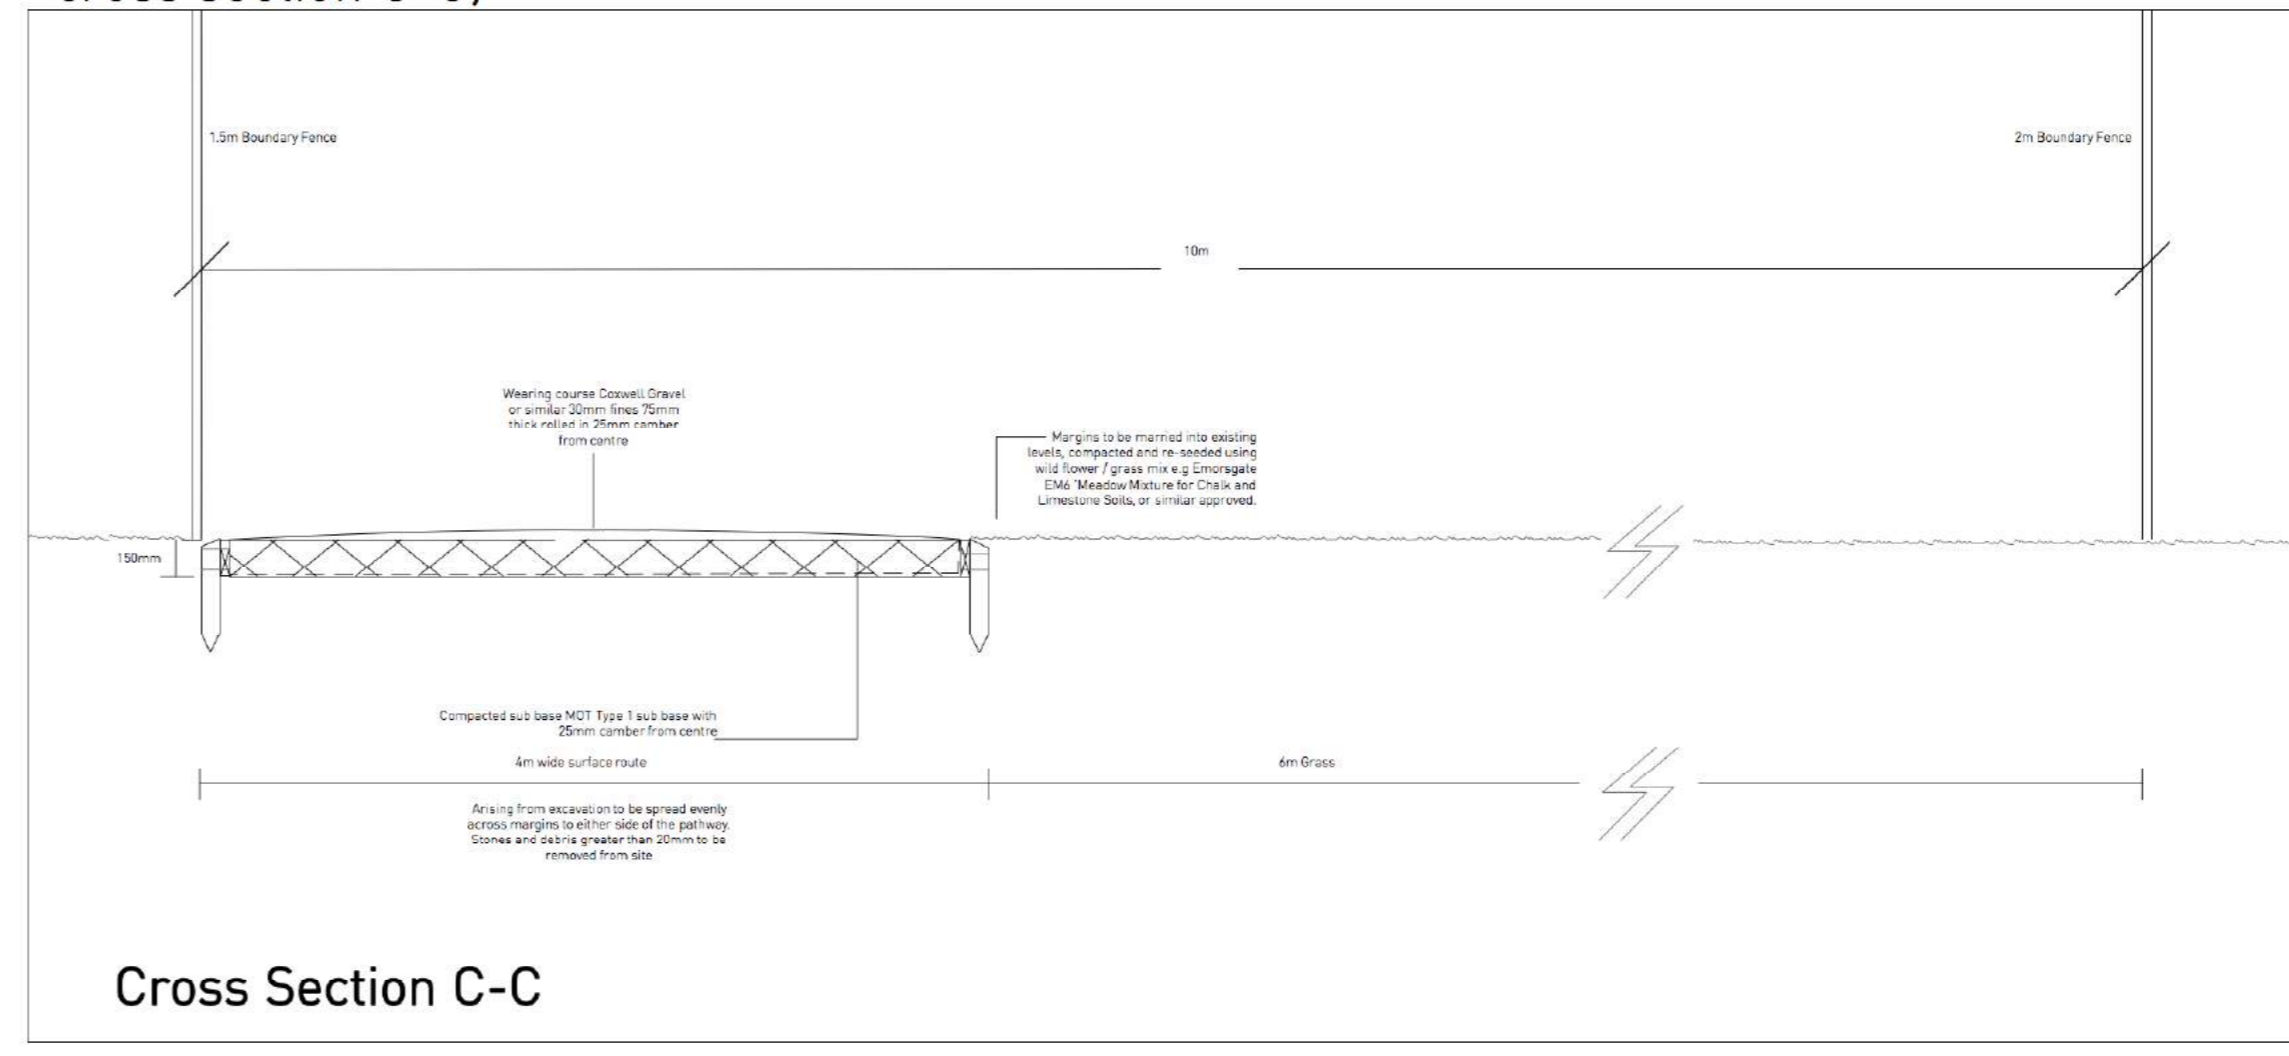 1.5m Boundary Fence
2m Boundary Fence
10m
Wearing course Coxwell Gravel
or similar 30mm fines 75mm
thick rolled in 25mm camber
from centre
Margins to be married into existing
levels, compacted and re-seeded using
wild flower / grass mix e.g Emorsgate
EM6 'Meadow Mixture for Chalk and
Limestone Soils, or similar approved.
150mm
Compacted sub base MOT Type 1 sub base with
25mm camber from centre
4m wide surface route
6m Grass
Arising from excavation to be spread evenly
across margins to either side of the pathway.
Stones and debris greater than 20mm to be
removed from site
Cross Section C-C